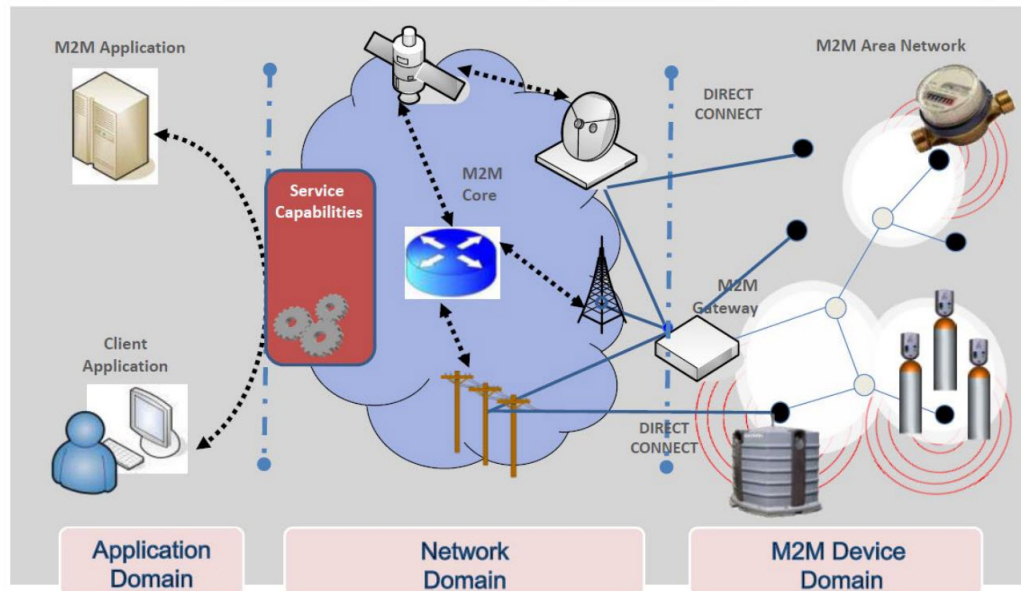 M2M Application
M2M Area Network
DIRECT
CONNECT
M2M
Core
Service
Capabilities
M2M
Gateway
Client
Application
DIRECT
CONNECT
Application
Domain
Network
Domain
M2M Device
Domain